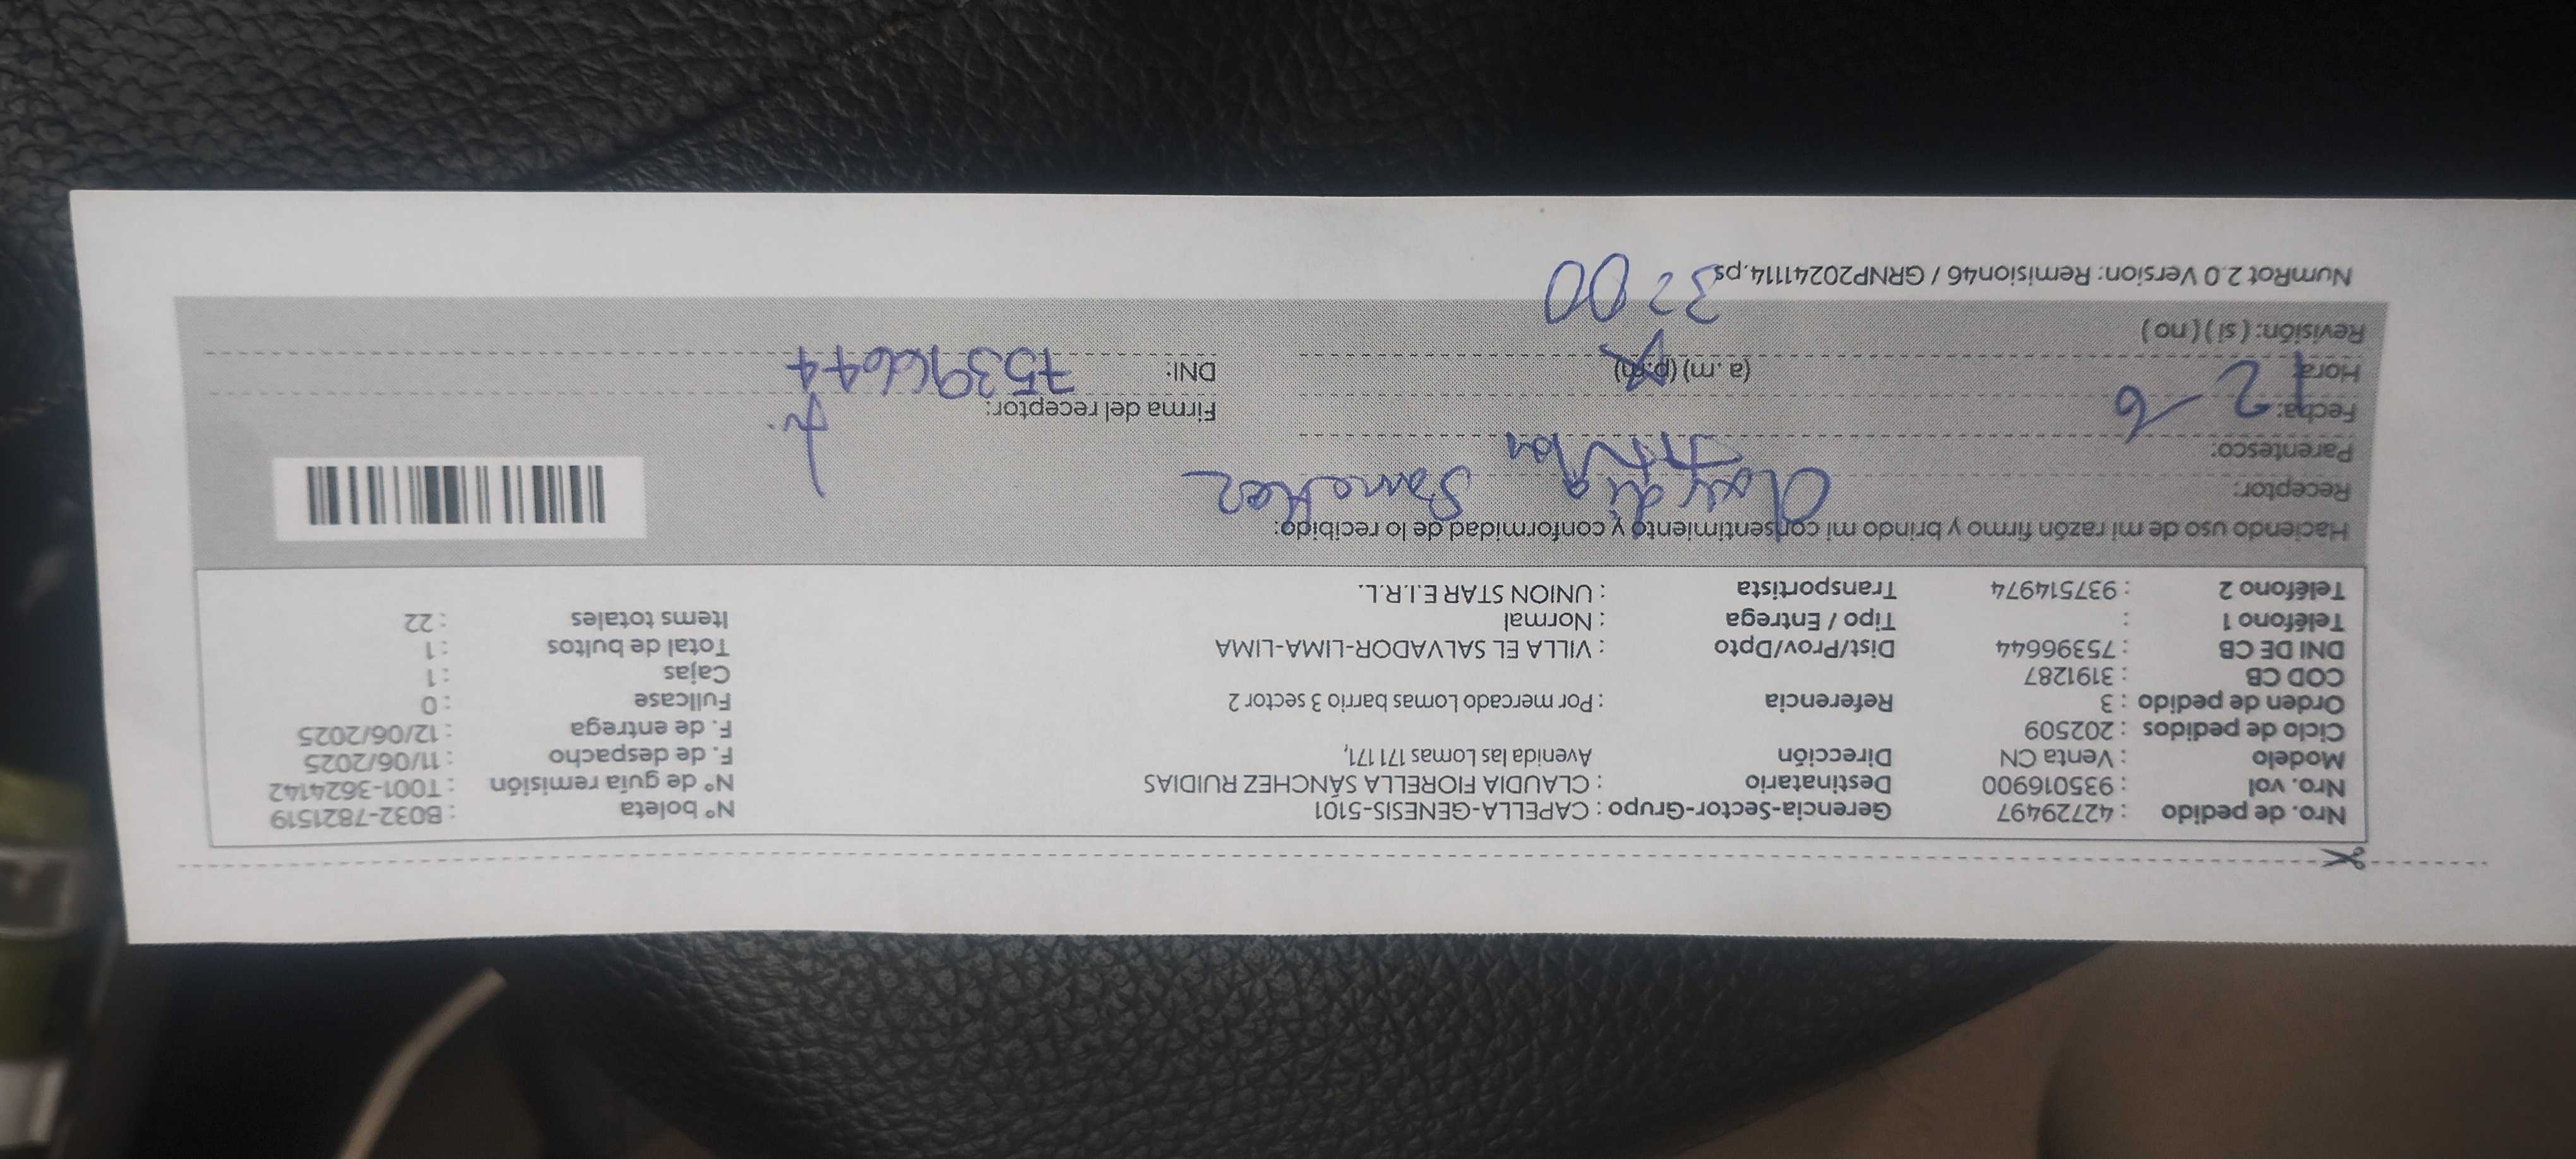 Nro. de pedido : 42729497 Gerencia-Sector-Grupo : CAPELLA-GENESIS-5101 N° boleta : B032-7821519
Nro. vol : 935016900 Destinatario : CLAUDIA FIORELLA SÁNCHEZ RUIDIAS N° de guía remisión : T001-3624142
Modelo : Venta CN Dirección Avenida las Lomas 171 171, F. de despacho : 11/06/2025
Ciclo de pedidos : 202509 F. de entrega : 12/06/2025
Orden de pedido : 3 Referencia : Por mercado Lomas barrio 3 sector 2 Fullcase : 0
COD CB : 3191287 Cajas : 1
DNI DE CB : 75396644 Dist/Prov/Dpto : VILLA EL SALVADOR-LIMA-LIMA Total de bultos : 1
Teléfono 1 : Tipo / Entrega : Normal Items totales : 22
Teléfono 2 : 937514974 Transportista : UNION STAR E.I.R.L.
Haciendo uso de mi razón firmo y brindo mi consentimiento y conformidad de lo recibido:
Receptor: Claudia Sanchez
Parentesco:
Fecha: 12 6 Firma del receptor:
Hora: (a. m) (p.m) DNI: 75396644
Revisión: ( si ) ( no ) 3:00
NumRot 2.0 Version: Remision46 / GRNP20241114.ps